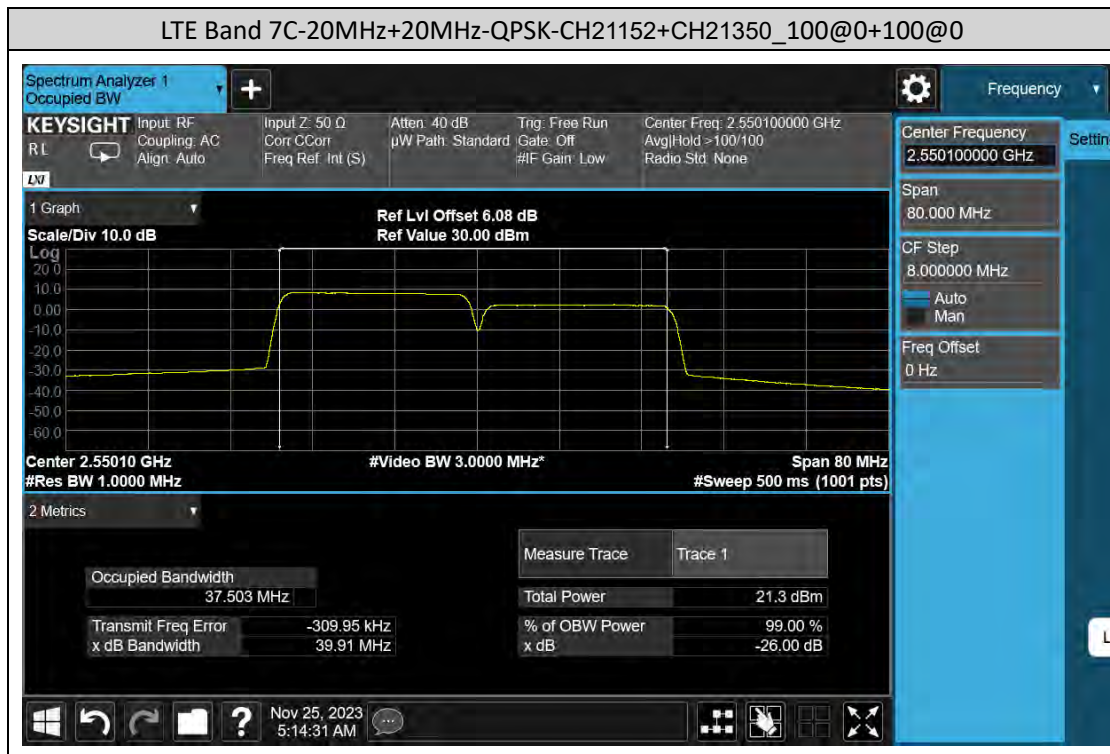 LTE Band 7C-20MHz+20MHz-QPSK-CH21152+CH21350_100@0+100@0
Spectrum Analyzer 1
Occupied BW
+
Frequency
KEYSIGHT
RL
LXI
Input: RF
Coupling: AC
Align: Auto
Input Z: 50 Ω
Corr CCorr
Freq Ref: Int (S)
Atten: 40 dB
µW Path: Standard
Trig: Free Run
Gate: Off
#IF Gain: Low
Center Freq: 2.550100000 GHz
Avg|Hold >100/100
Radio Std: None
Center Frequency
2.550100000 GHz
Settin
Span
80.000 MHz
CF Step
8.000000 MHz
Auto
Man
Freq Offset
0 Hz
1 Graph
Scale/Div 10.0 dB
Ref Lvl Offset 6.08 dB
Ref Value 30.00 dBm
Log
20.0
10.0
0.00
-10.0
-20.0
-30.0
-40.0
-50.0
-60.0
Center 2.55010 GHz
#Video BW 3.0000 MHz*
Span 80 MHz
#Res BW 1.0000 MHz
#Sweep 500 ms (1001 pts)
2 Metrics
Measure Trace Trace 1
Occupied Bandwidth
37.503 MHz
Total Power 21.3 dBm
Transmit Freq Error -309.95 kHz
% of OBW Power 99.00 %
x dB Bandwidth 39.91 MHz
x dB -26.00 dB
L
?
Nov 25, 2023
5:14:31 AM